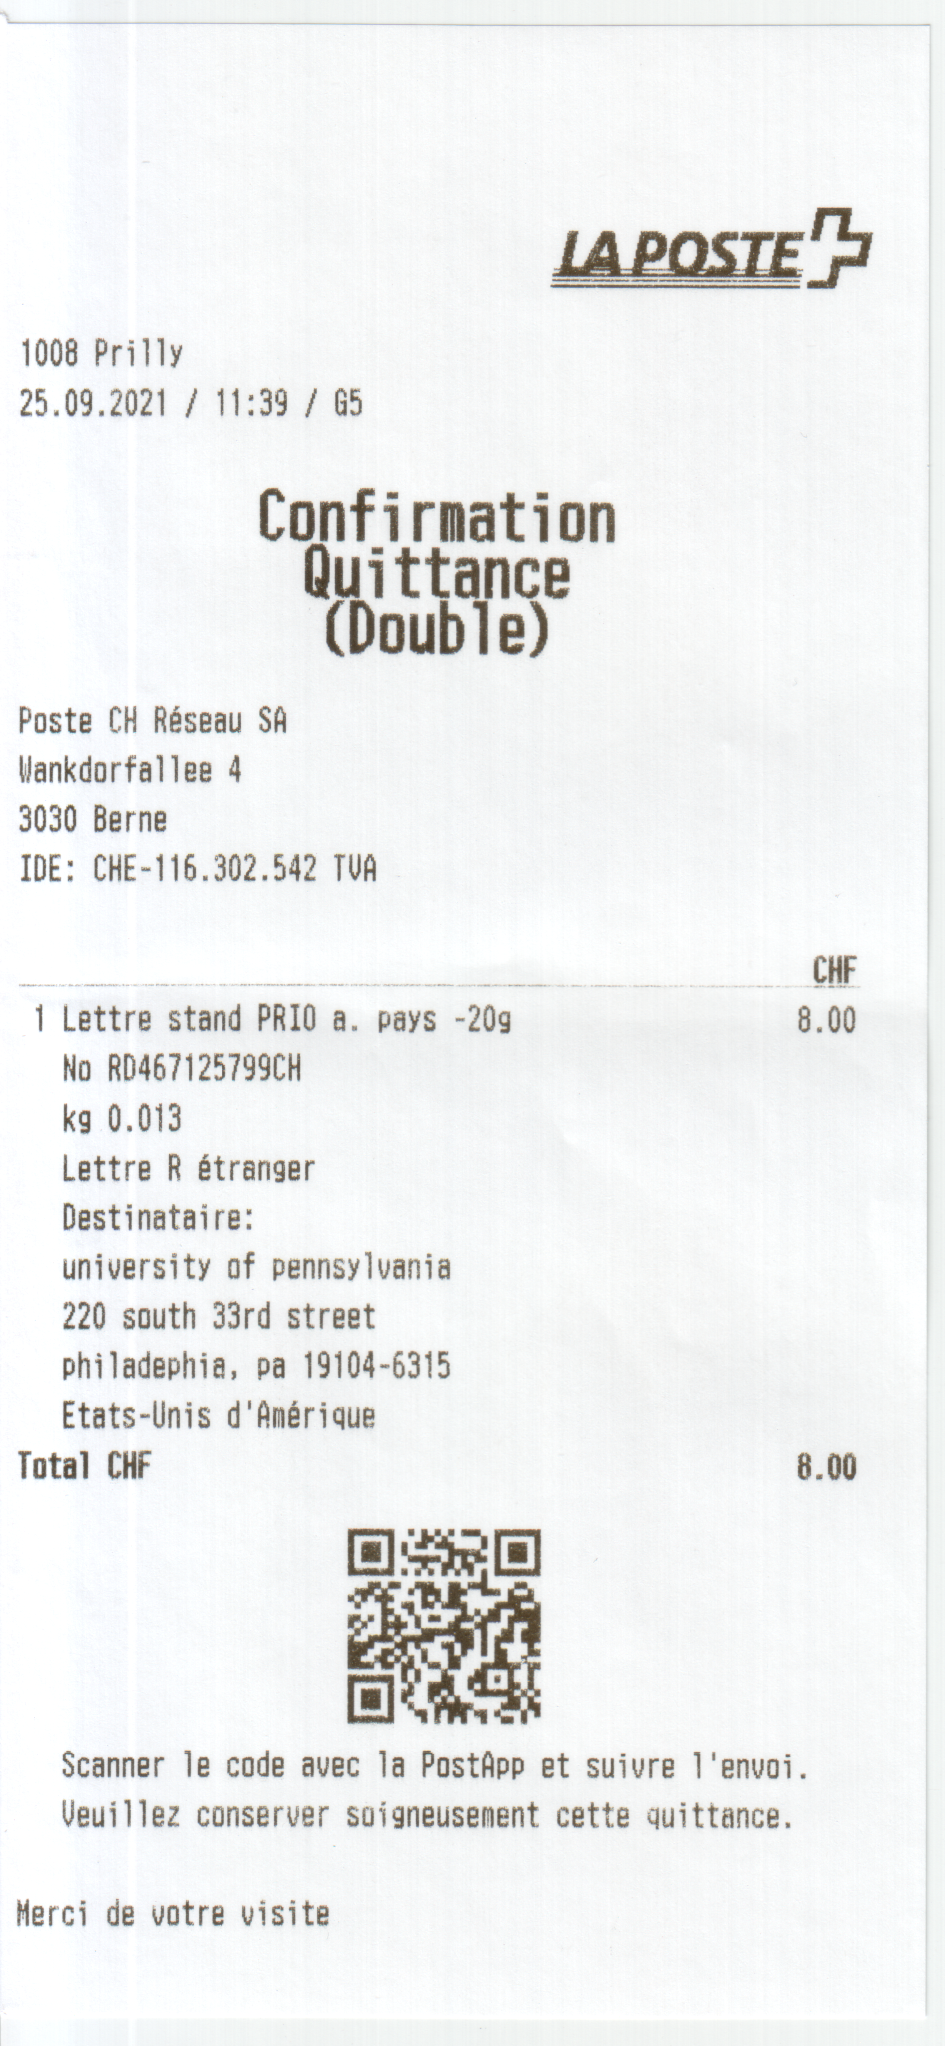 LA POSTE
1008 Prilly
25.09.2021 / 11:39 / G5
Confirmation
Quittance
(Double)
Poste CH Réseau SA
Wankdorfallee 4
3030 Berne
IDE: CHE-116.302.542 TVA
CHF
1 Lettre stand PRIO a. pays -20g 8.00
No RD467125799CH
kg 0.013
Lettre R étranger
Destinataire:
university of pennsylvania
220 south 33rd street
philadephia, pa 19104-6315
Etats-Unis d'Amérique
Total CHF 8.00
Scanner le code avec la PostApp et suivre l'envoi.
Veuillez conserver soigneusement cette quittance.
Merci de votre visite